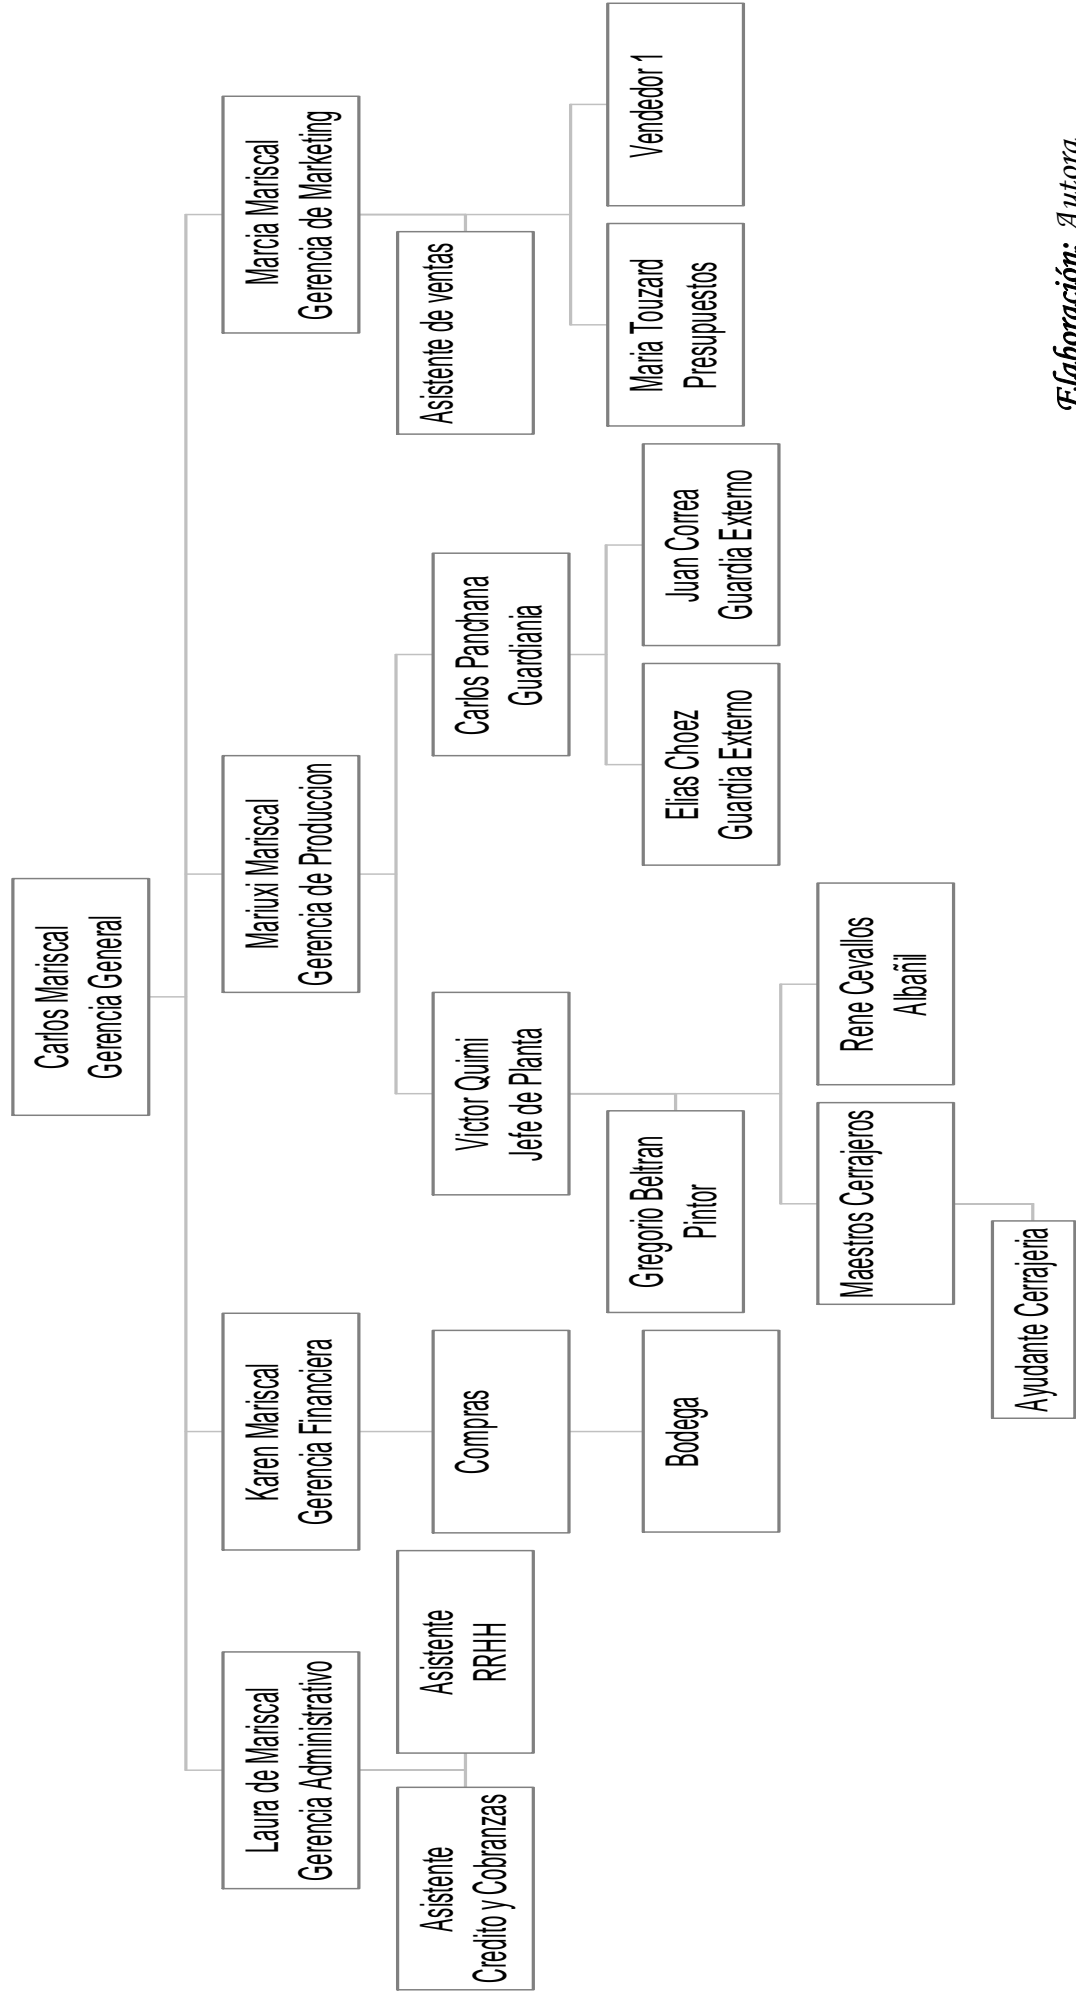 Carlos Mariscal
Gerencia General
Laura de Mariscal
Gerencia Administrativo
Asistente
Credito y Cobranzas
Asistente
RRHH
Karen Mariscal
Gerencia Financiera
Compras
Bodega
Mariuxi Mariscal
Gerencia de Produccion
Victor Quimi
Jefe de Planta
Gregorio Beltran
Pintor
Maestros Cerrajeros
Ayudante Cerrajeria
Rene Cevallos
Albañil
Carlos Panchana
Guardiania
Elias Choez
Guardia Externo
Juan Correa
Guardia Externo
Marcia Mariscal
Gerencia de Marketing
Asistente de ventas
Maria Touzard
Presupuestos
Vendedor 1
Elaboración: Autora